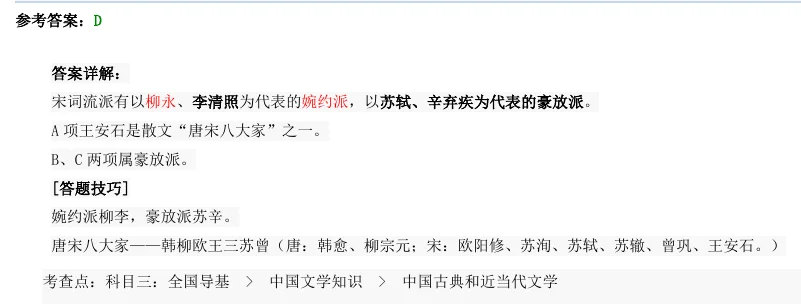 参考答案：D
答案详解：
宋词流派有以柳永、李清照为代表的婉约派，以苏轼、辛弃疾为代表的豪放派。
A 项王安石是散文“唐宋八大家”之一。
B、C 两项属豪放派。
[答题技巧]
婉约派柳李，豪放派苏辛。
唐宋八大家——韩柳欧王三苏曾（唐：韩愈、柳宗元；宋：欧阳修、苏洵、苏轼、苏辙、曾巩、王安石。）
考查点：科目三：全国导基 > 中国文学知识 > 中国古典和近当代文学